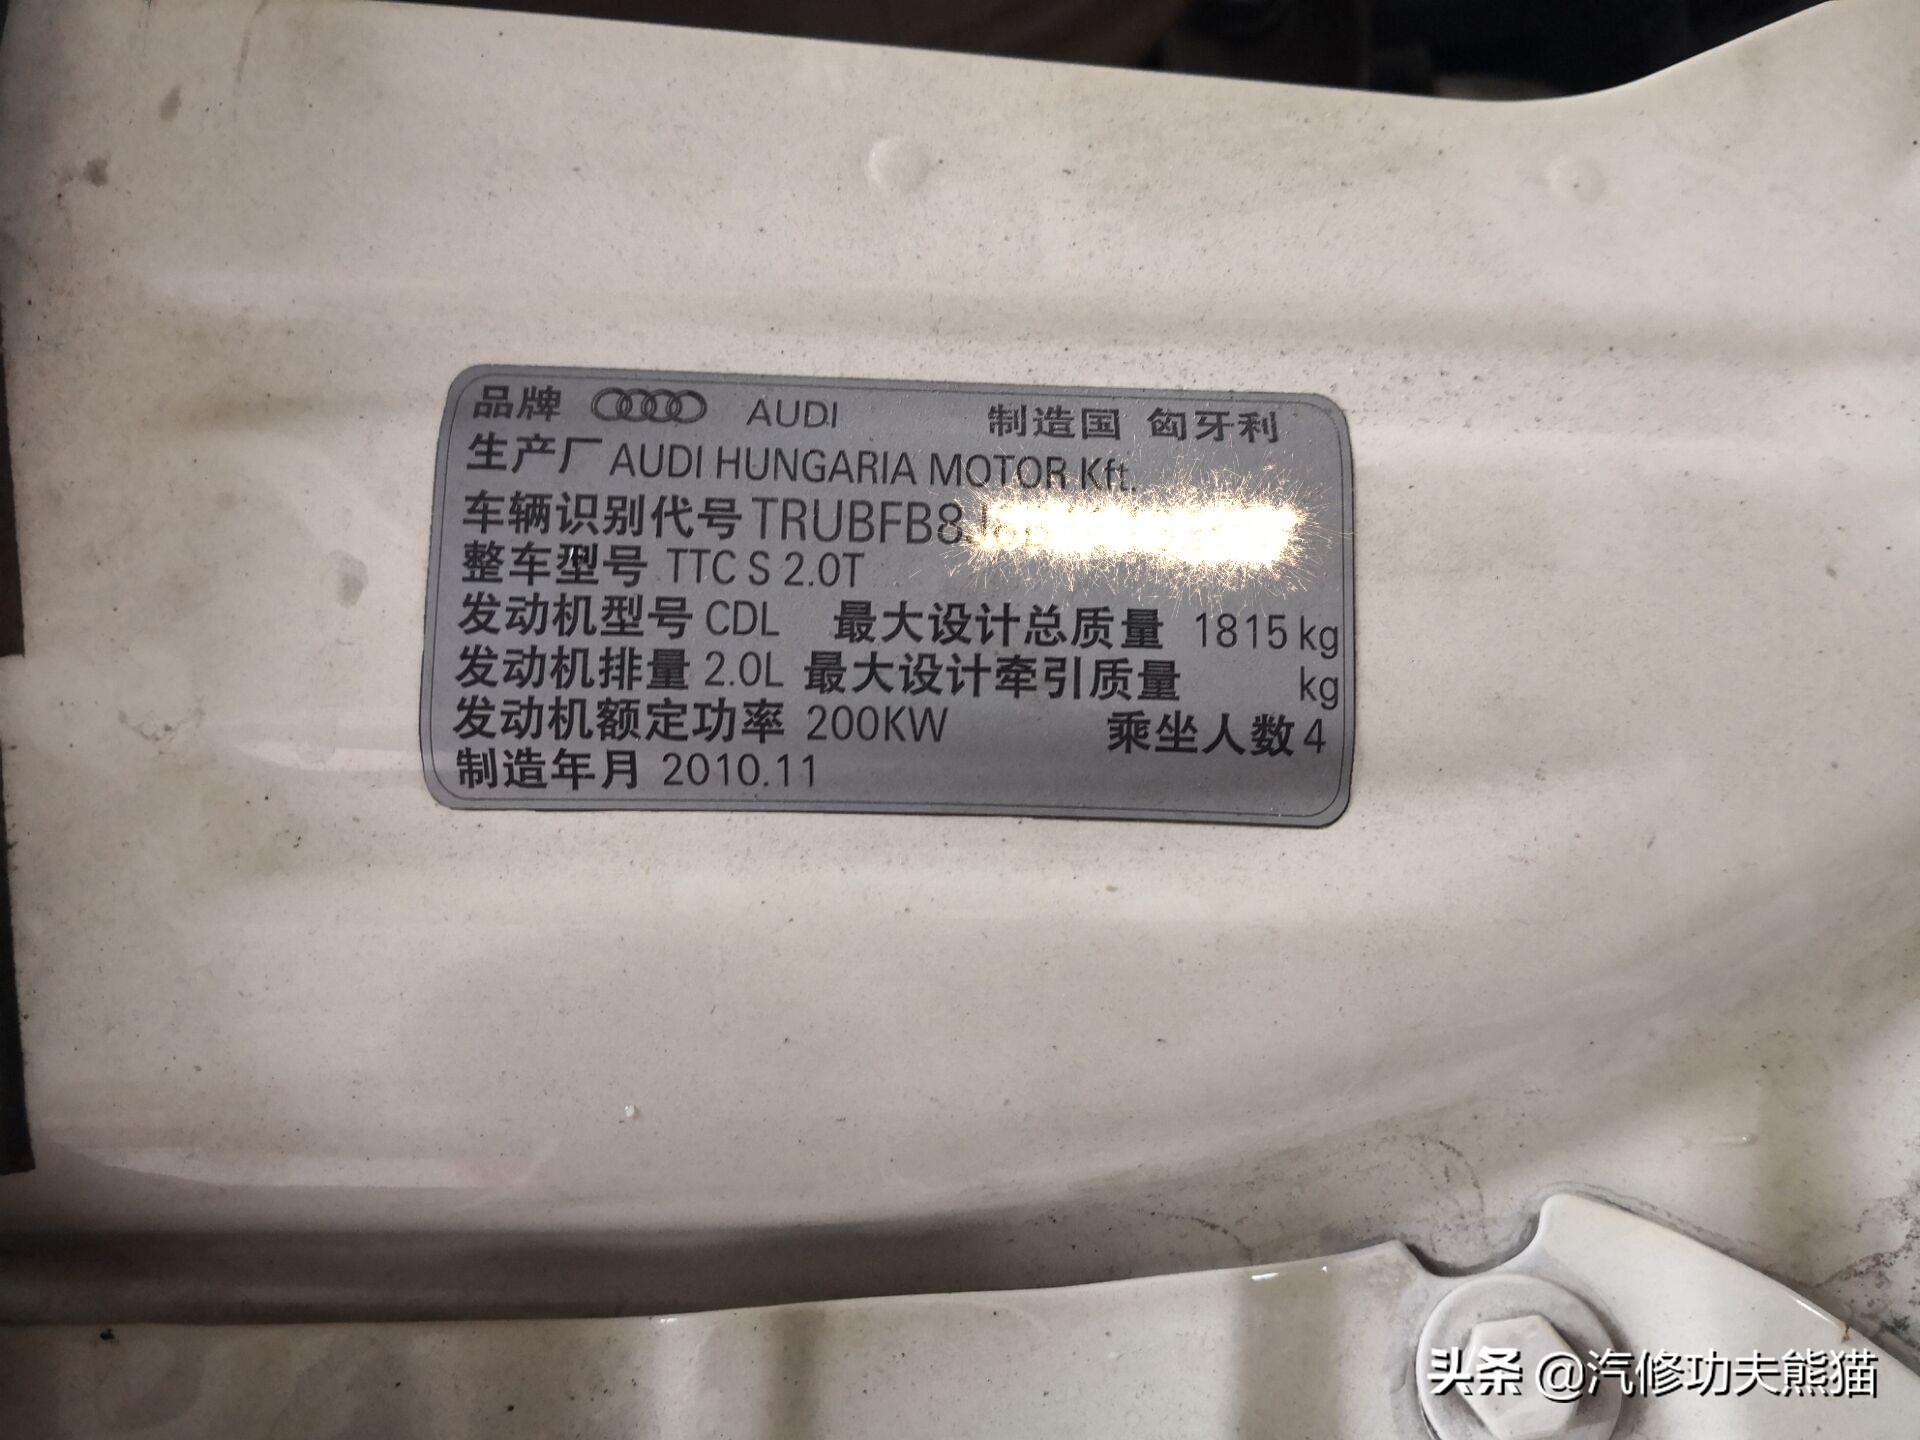 品牌 AUDI 制造国 匈牙利
生产厂 AUDI HUNGARIA MOTOR Kft.
车辆识别代号 TRUBFB8
整车型号 TTC S 2.0T
发动机型号 CDL 最大设计总质量 1815 kg
发动机排量 2.0L 最大设计牵引质量 kg
发动机额定功率 200KW 乘坐人数 4
制造年月 2010.11
头条 @汽修功夫熊猫